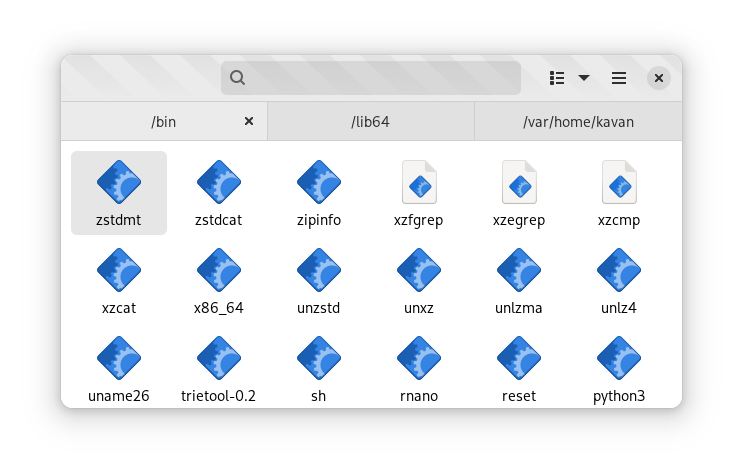 /bin /lib64 /var/home/kavan
zstdmt zstdcat zipinfo xzfgrep xzegrep xzcmp
xzcat x86_64 unzstd unxz unlzma unlz4
uname26 trietool-0.2 sh rnano reset python3